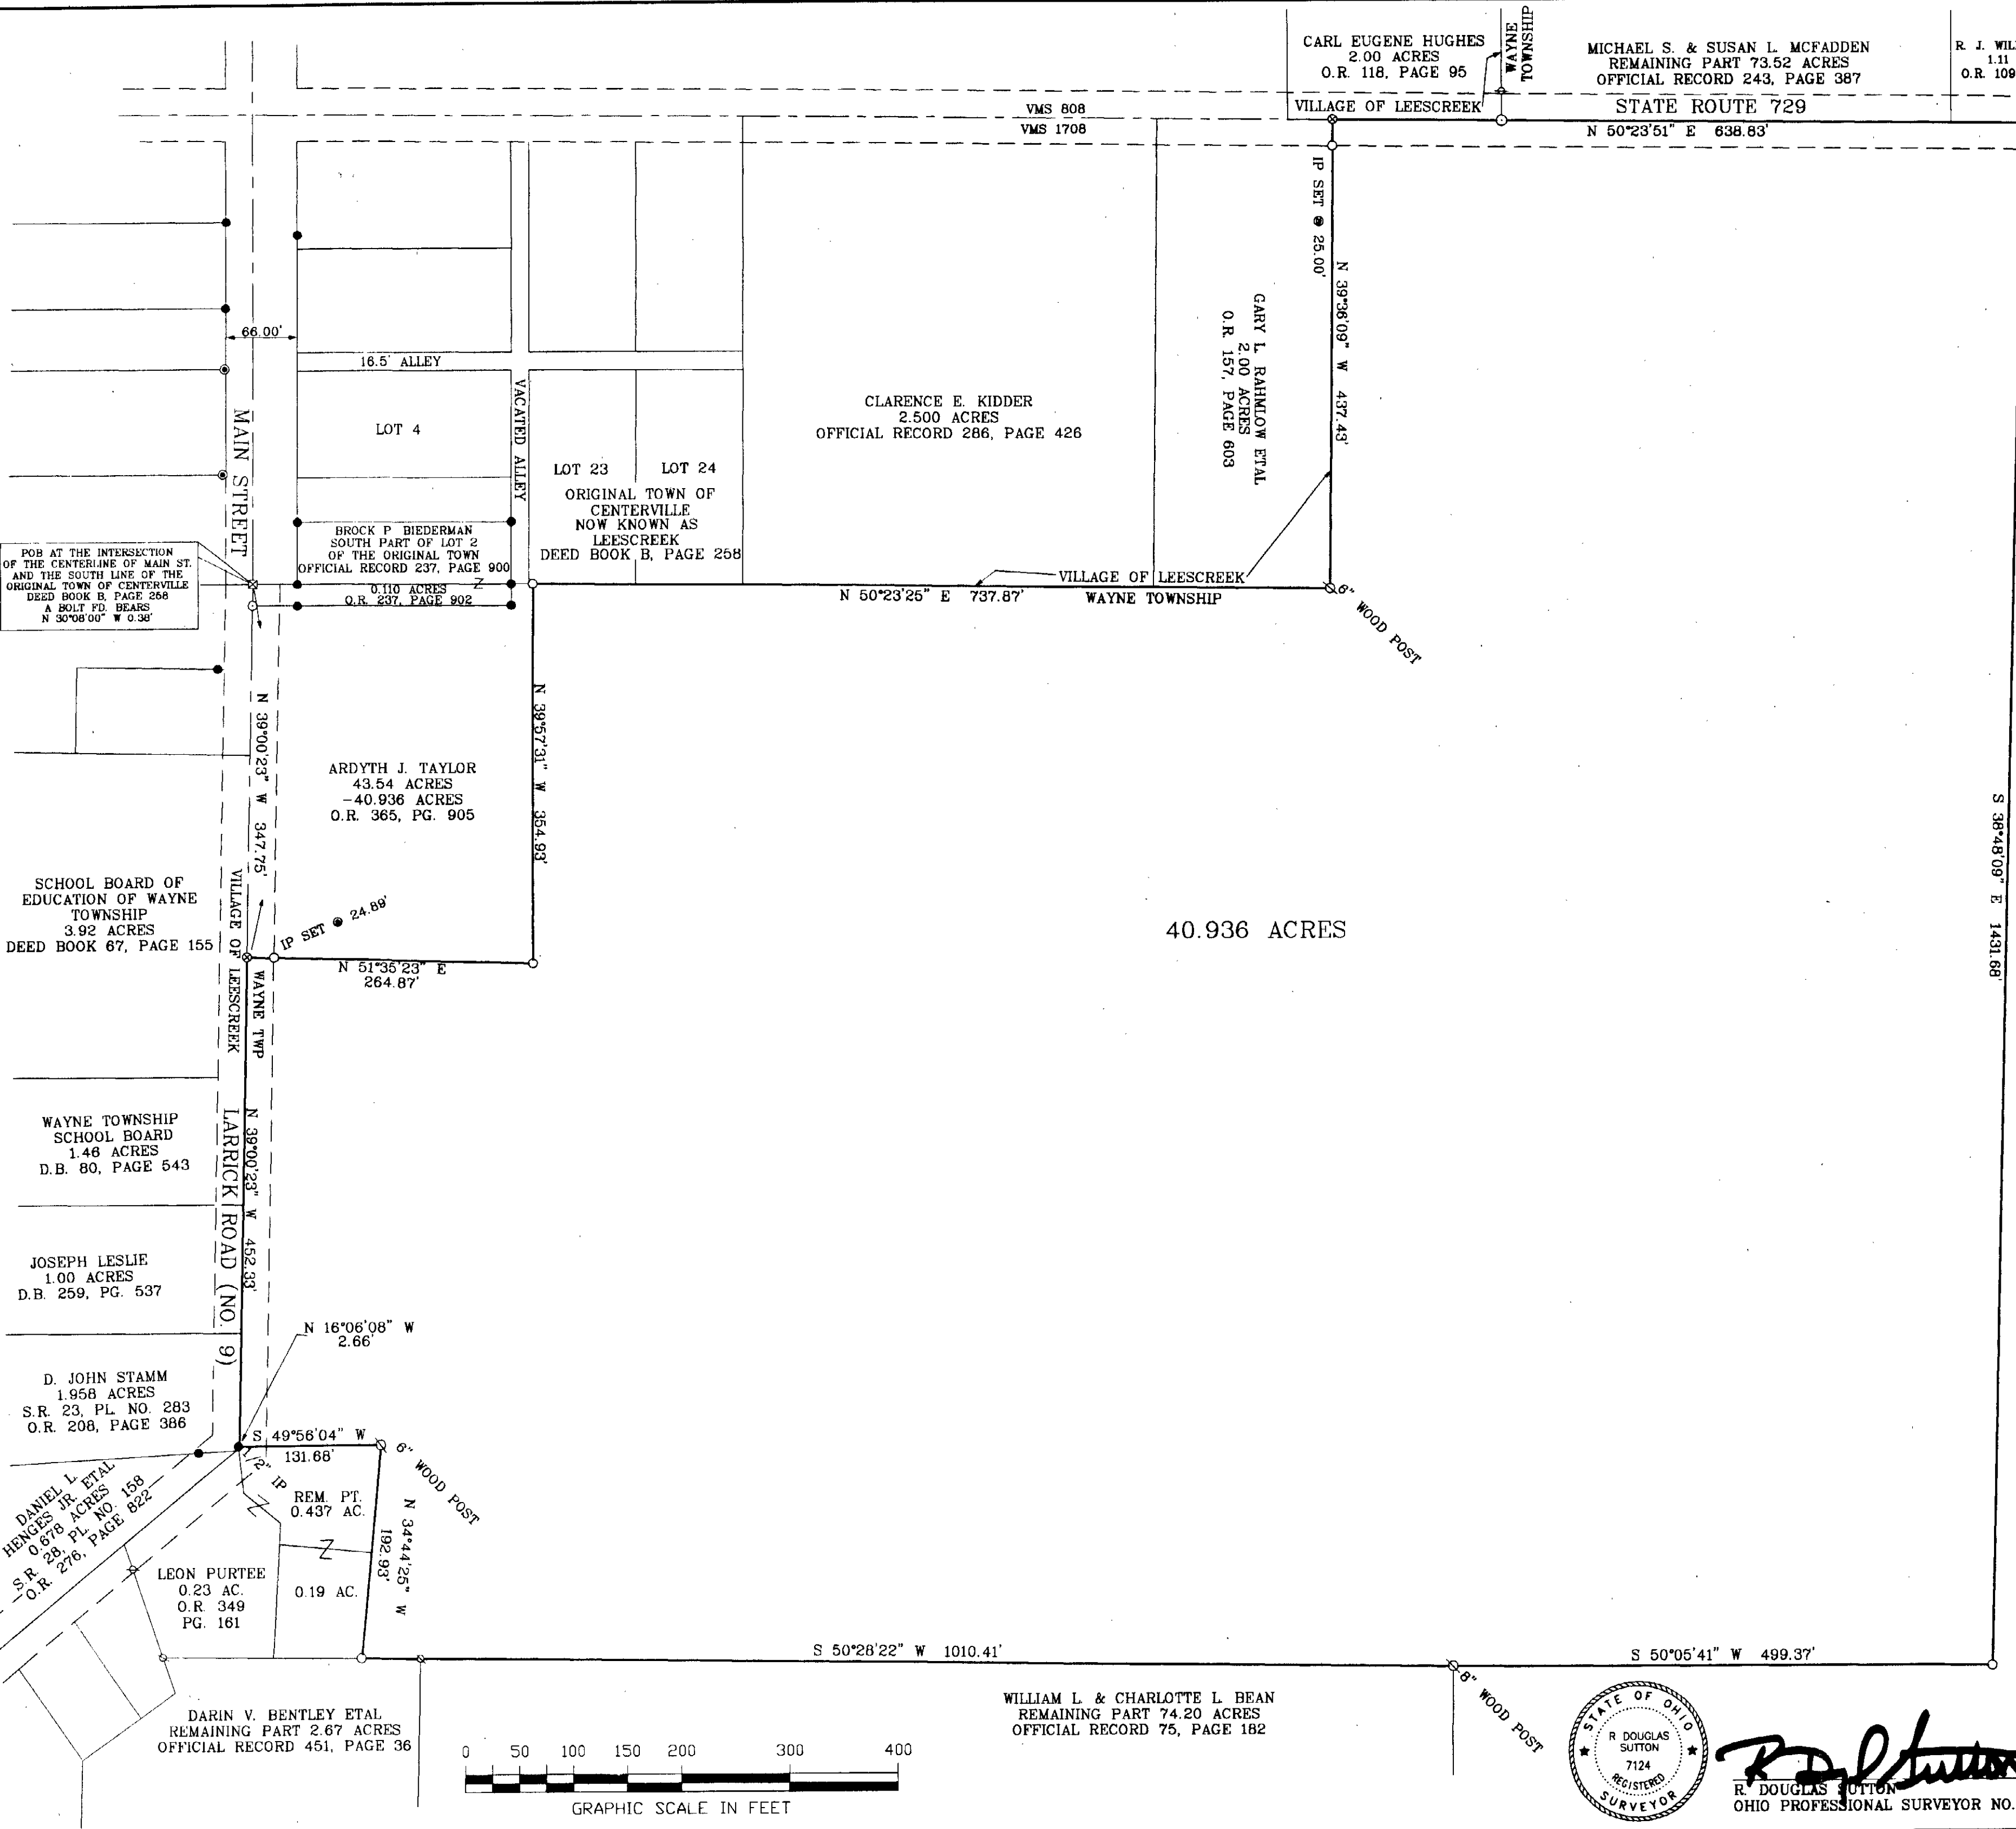 CARL EUGENE HUGHES
2.00 ACRES
O.R. 118, PAGE 95
WAYNE
TOWNSHIP
MICHAEL S. & SUSAN L. MCFADDEN
REMAINING PART 73.52 ACRES
OFFICIAL RECORD 243, PAGE 387
R. J.
1.11
O.R. 109
VMS 808
VMS 1708
VILLAGE OF LEESCREEK
STATE ROUTE 729
N 50°23'51" E 638.83'
IP SET @ 25.00'
N 39°36'09" W 437.43'
GARY L. RAHMLOW ETAL
2.00 ACRES
O.R. 157, PAGE 603
66.00'
16.5' ALLEY
MAIN STREET
LOT 4
VACATED ALLEY
CLARENCE E. KIDDER
2.500 ACRES
OFFICIAL RECORD 286, PAGE 426
LOT 23
LOT 24
ORIGINAL TOWN OF
CENTERVILLE
NOW KNOWN AS
LEESCREEK
DEED BOOK B, PAGE 258
BROCK P BIEDERMAN
SOUTH PART OF LOT 2
OF THE ORIGINAL TOWN
OFFICIAL RECORD 237, PAGE 900
0.110 ACRES
O.R. 237, PAGE 902
Z
POB AT THE INTERSECTION
OF THE CENTERLINE OF MAIN ST.
AND THE SOUTH LINE OF THE
ORIGINAL TOWN OF CENTERVILLE
DEED BOOK B, PAGE 258
A BOLT FD. BEARS
N 30°08'00" W 0.38'
VILLAGE OF LEESCREEK
N 50°23'25" E 737.87'
WAYNE TOWNSHIP
6" WOOD POST
N 39°00'23" W 347.75'
N 39°57'31" W 354.93'
ARDYTH J. TAYLOR
43.54 ACRES
-40.936 ACRES
O.R. 365, PG. 905
S 38°48'09" E 1431.68'
SCHOOL BOARD OF
EDUCATION OF WAYNE
TOWNSHIP
3.92 ACRES
DEED BOOK 67, PAGE 155
VILLAGE OF LEESCREEK
WAYNE TWP
IP SET @ 24.89'
N 51°35'23" E
264.87'
40.936 ACRES
WAYNE TOWNSHIP
SCHOOL BOARD
1.46 ACRES
D.B. 80, PAGE 543
LARRICK ROAD (NO. 9)
N 39°00'23" W 452.33'
JOSEPH LESLIE
1.00 ACRES
D.B. 259, PG. 537
N 16°06'08" W
2.66'
D. JOHN STAMM
1.958 ACRES
S.R. 23, PL. NO. 283
O.R. 208, PAGE 386
S 49°56'04" W
131.68'
1/2" IP
6" WOOD POST
DANIEL L.
HENGES JR. ETAL
0.678 ACRES
S.R. 28, PL. NO. 158
O.R. 276, PAGE 822
REM. PT.
0.437 AC.
Z
Z
N 34°44'25" W
192.93'
LEON PURTEE
0.23 AC.
O.R. 349
PG. 161
0.19 AC.
S 50°28'22" W 1010.41'
S 50°05'41" W 499.37'
8" WOOD POST
DARIN V. BENTLEY ETAL
REMAINING PART 2.67 ACRES
OFFICIAL RECORD 451, PAGE 36
WILLIAM L. & CHARLOTTE L. BEAN
REMAINING PART 74.20 ACRES
OFFICIAL RECORD 75, PAGE 182
0 50 100 150 200 300 400
GRAPHIC SCALE IN FEET
STATE OF OHIO
R DOUGLAS
SUTTON
7124
REGISTERED
SURVEYOR
R. DOUGLAS SUTTON
OHIO PROFESSIONAL SURVEYOR NO.